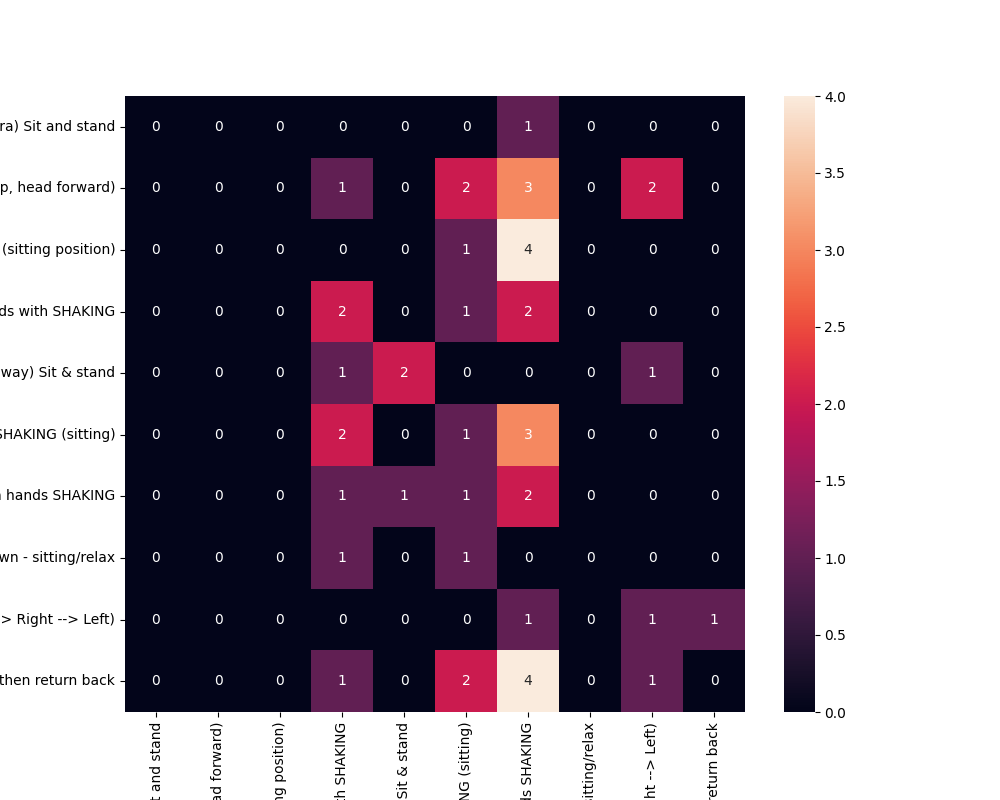 ra) Sit and stand 0 0 0 0 0 0 1 0 0 0
p, head forward) 0 0 0 1 0 2 3 0 2 0
(sitting position) 0 0 0 0 0 1 4 0 0 0
ds with SHAKING 0 0 0 2 0 1 2 0 0 0
way) Sit & stand 0 0 0 1 2 0 0 0 1 0
SHAKING (sitting) 0 0 0 2 0 1 3 0 0 0
hands SHAKING 0 0 0 1 1 1 2 0 0 0
wn - sitting/relax 0 0 0 1 0 1 0 0 0 0
> Right --> Left) 0 0 0 0 0 0 1 0 1 1
then return back 0 0 0 1 0 2 4 0 1 0
t and stand
ad forward)
ng position)
th SHAKING
Sit & stand
NG (sitting)
ds SHAKING
sitting/relax
ht --> Left)
return back
4.0
3.5
3.0
2.5
2.0
1.5
1.0
0.5
0.0